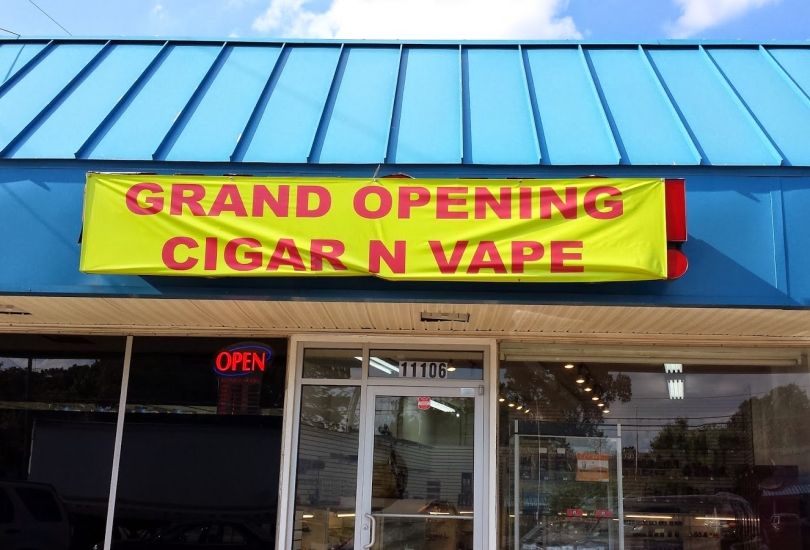 GRAND OPENING
CIGAR N VAPE
!
OPEN
11106